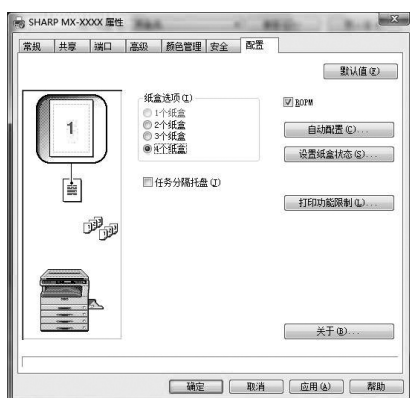 SHARP MX-XXXX 属性
常规 共享 端口 高级 颜色管理 安全 配置
默认值(E)
纸盒选项(I)
1个纸盒
2个纸盒
3个纸盒
4个纸盒
ROPM
自动配置(C)...
设置纸盒状态(S)...
任务分隔托盘(J)
打印功能限制(L)...
关于(B)...
确定 取消 应用(A) 帮助
1